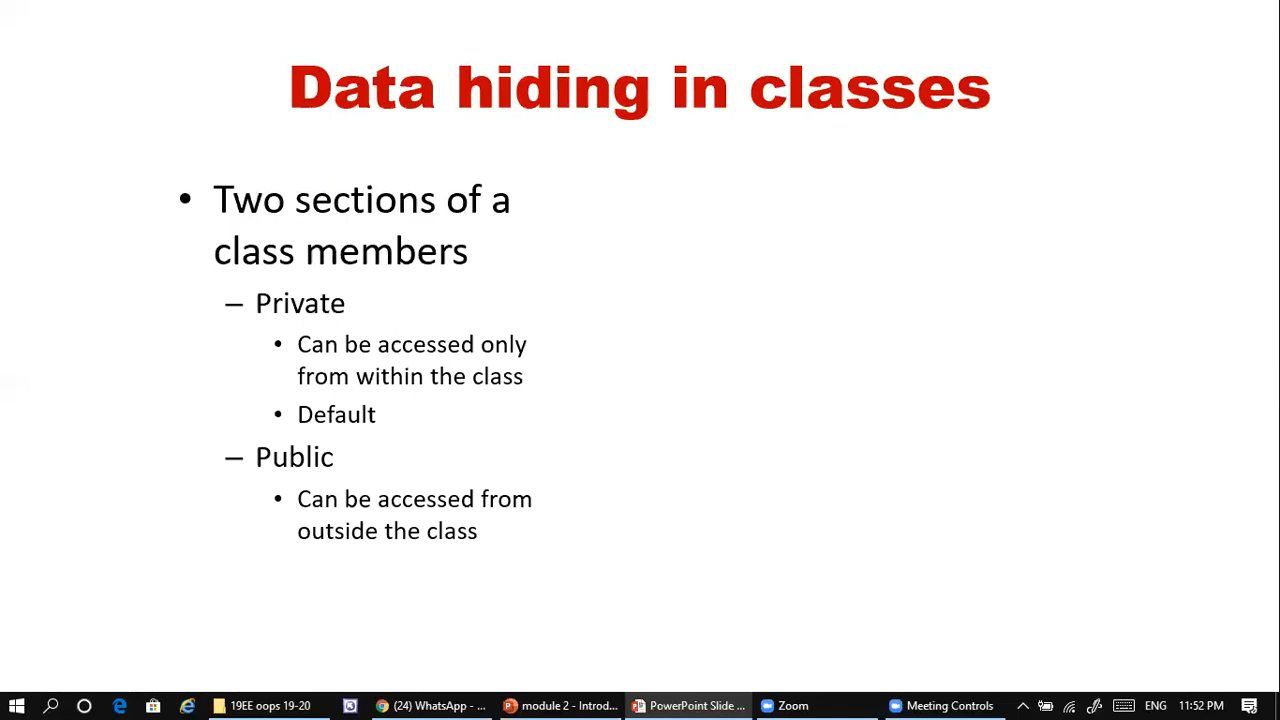 Data hiding in classes
• Two sections of a
class members
– Private
• Can be accessed only
from within the class
• Default
– Public
• Can be accessed from
outside the class
19EE oops 19-20
(24) WhatsApp - ...
module 2 - Introd...
PowerPoint Slide ...
Zoom
Meeting Controls
ENG
11:52 PM